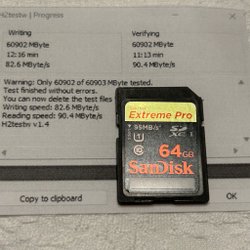 H2testw | Progress
Writing
Verifying
60902 MByte
60902 MByte
12:16 min
11:13 min
82.6 MByte/s
90.4 MByte/s
Warning: Only 60902 of 60903 MByte tested.
Test finished without errors.
You can now delete the test files
Writing speed: 82.6 MByte/s
Reading speed: 90.4 MByte/s
H2testw v1.4
SanDisk
Extreme Pro
95MB/s
XC I
64GB
SanDisk
Copy to clipboard
OK